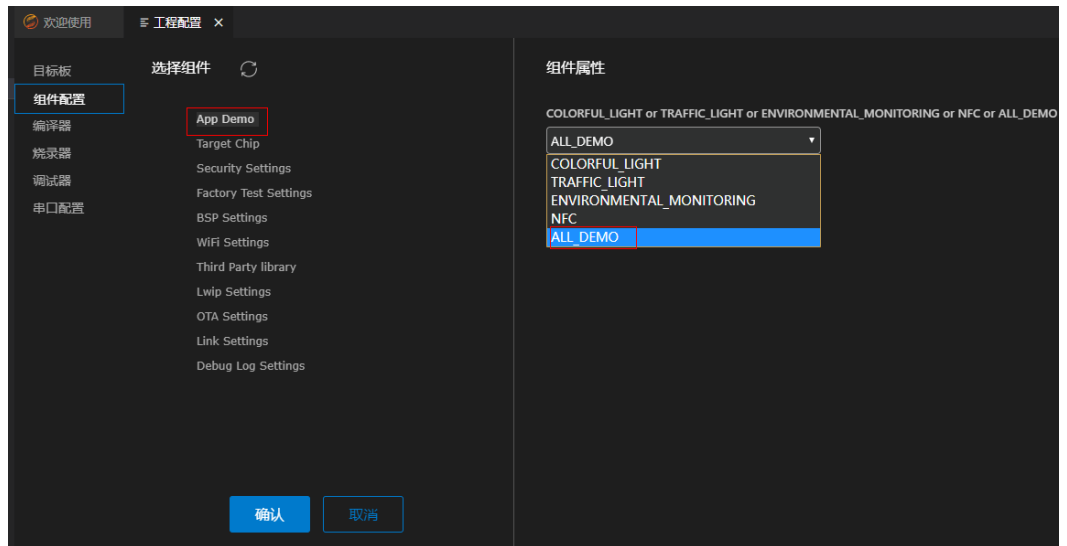 欢迎使用
工程配置 ×
目标板
组件配置
编译器
烧录器
调试器
串口配置
选择组件
App Demo
Target Chip
Security Settings
Factory Test Settings
BSP Settings
WiFi Settings
Third Party library
Lwip Settings
OTA Settings
Link Settings
Debug Log Settings
确认
取消
组件属性
COLORFUL_LIGHT or TRAFFIC_LIGHT or ENVIRONMENTAL_MONITORING or NFC or ALL_DEMO
ALL_DEMO
COLORFUL_LIGHT
TRAFFIC_LIGHT
ENVIRONMENTAL_MONITORING
NFC
ALL_DEMO